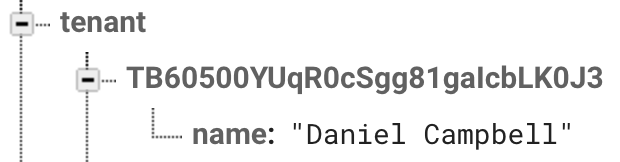 tenant
TB60500YUqR0cSgg81gaIcbLK0J3
name: "Daniel Campbell"